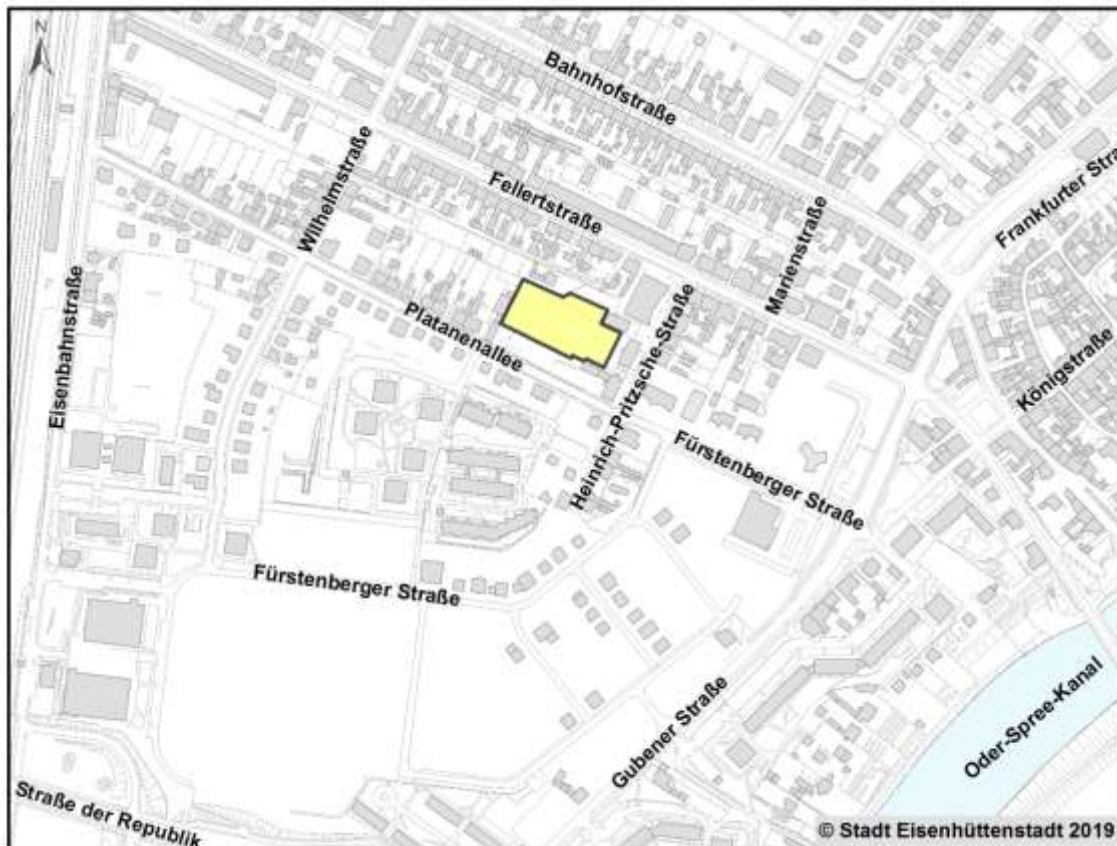 N
Bahnhofstraße
Wilhelmstraße
Fellertstraße
Frankfurter Stra
Marienstraße
Eisenbahnstraße
Platanenallee
Heinrich-Pritzsche-Straße
Königstraße
Fürstenberger Straße
Fürstenberger Straße
Gubener Straße
Oder-Spree-Kanal
Straße der Republik
© Stadt Eisenhüttenstadt 2019